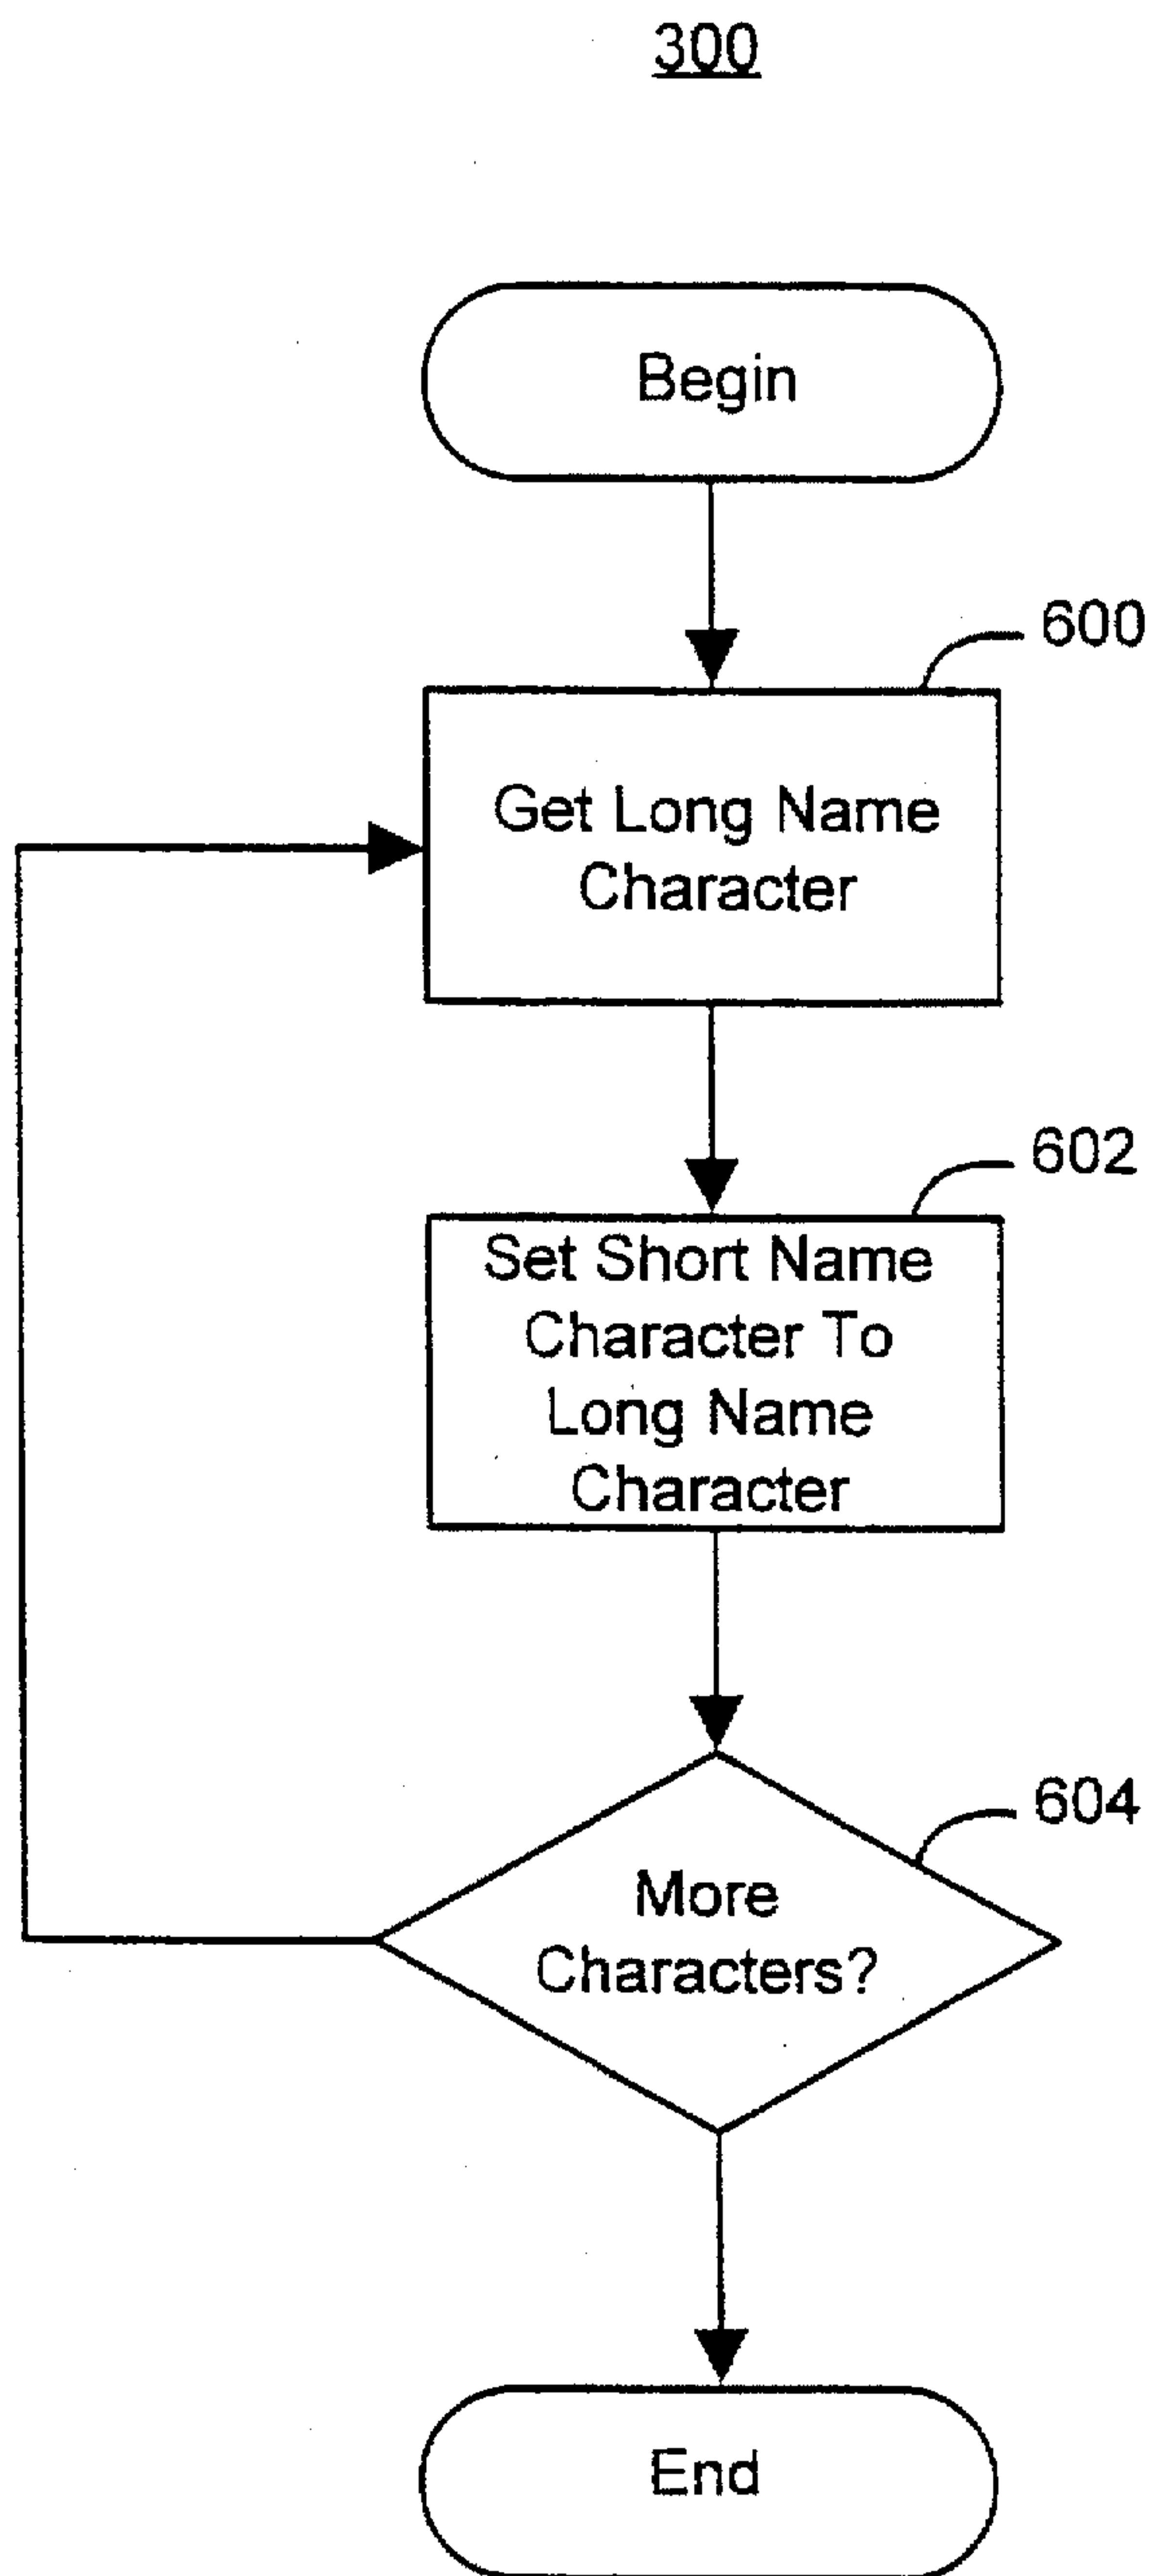 300
Begin
600
Get Long Name
Character
602
Set Short Name
Character To
Long Name
Character
604
More
Characters?
End